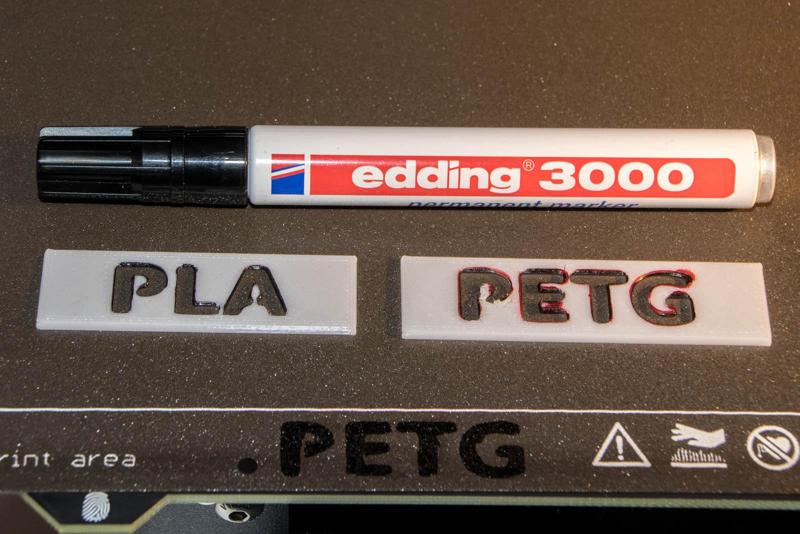 edding® 3000
permanent marker
PLA
PETG
rint area
PETG